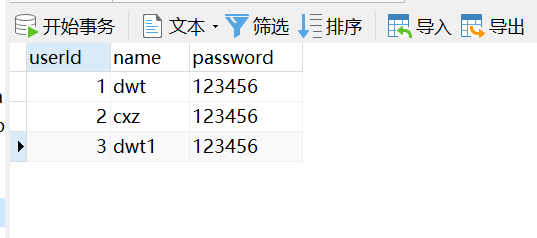 开始事务 文本 筛选 排序 导入 导出
userId name password
1 dwt 123456
2 cxz 123456
3 dwt1 123456